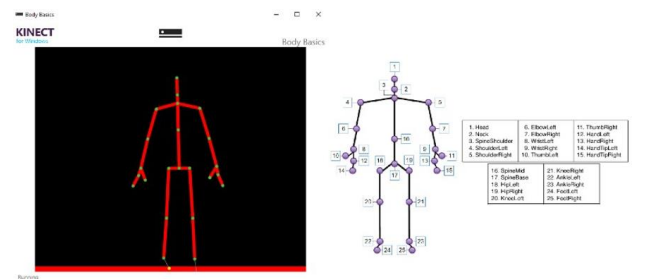 Body Basics
KINECT
for Windows
Body Basics
1
3
2
4
5
6
7
16
8
9
10
12
13
11
14
15
18
19
17
20
21
22
23
24
25
1. Head
2. Neck
3. SpineShoulder
4. ShoulderLeft
5. ShoulderRight
6. ElbowLeft
7. ElbowRight
8. WristLeft
9. WristRight
10. ThumbLeft
11. ThumbRight
12. HandLeft
13. HandRight
14. HandTipLeft
15. HandTipRight
16. SpineMid
17. SpineBase
18. HipLeft
19. HipRight
20. KneeLeft
21. KneeRight
22. AnkleLeft
23. AnkleRight
24. FootLeft
25. FootRight